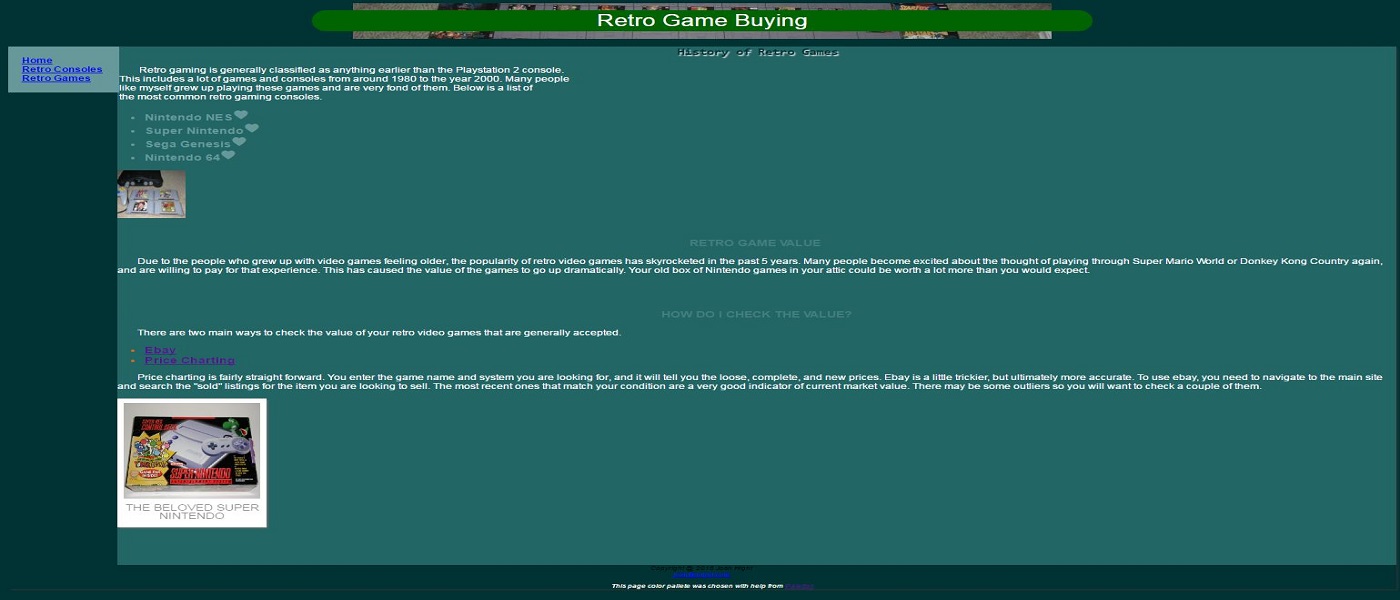 Retro Game Buying
History of Retro Games
Home
Retro Consoles
Retro Games
Retro gaming is generally classified as anything earlier than the Playstation 2 console.
This includes a lot of games and consoles from around 1980 to the year 2000. Many people
like myself grew up playing these games and are very fond of them. Below is a list of
the most common retro gaming consoles.
Nintendo NES
Super Nintendo
Sega Genesis
Nintendo 64
RETRO GAME VALUE
Due to the people who grew up with video games feeling older, the popularity of retro video games has skyrocketed in the past 5 years. Many people become excited about the thought of playing through Super Mario World or Donkey Kong Country again,
and are willing to pay for that experience. This has caused the value of the games to go up dramatically. Your old box of Nintendo games in your attic could be worth a lot more than you would expect.
HOW DO I CHECK THE VALUE?
There are two main ways to check the value of your retro video games that are generally accepted.
Ebay
Price Charting
Price charting is fairly straight forward. You enter the game name and system you are looking for, and it will tell you the loose, complete, and new prices. Ebay is a little trickier, but ultimately more accurate. To use ebay, you need to navigate to the main site
and search the "sold" listings for the item you are looking to sell. The most recent ones that match your condition are a very good indicator of current market value. There may be some outliers so you will want to check a couple of them.
SUPER NINTENDO
THE BELOVED SUPER
NINTENDO
This page color pallete was chosen with help from